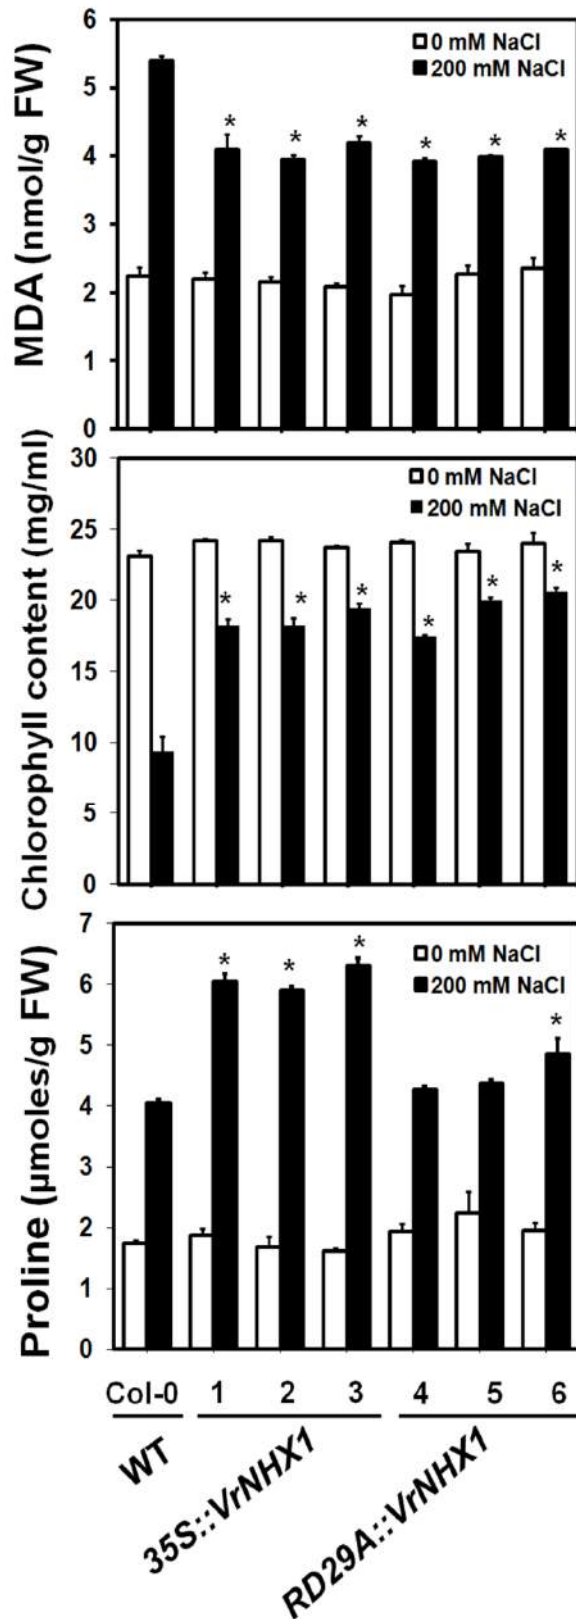 MDA (nmol/g FW)
6
5
4
3
2
1
0
0 mM NaCl
200 mM NaCl
* * * * * *
Chlorophyll content (mg/ml)
30
25
20
15
10
5
0
0 mM NaCl
200 mM NaCl
* * * * * *
Proline (µmoles/g FW)
7
6
5
4
3
2
1
0
0 mM NaCl
200 mM NaCl
* * * *
Col-0 1 2 3 4 5 6
WT
35S::VrNHX1
RD29A::VrNHX1